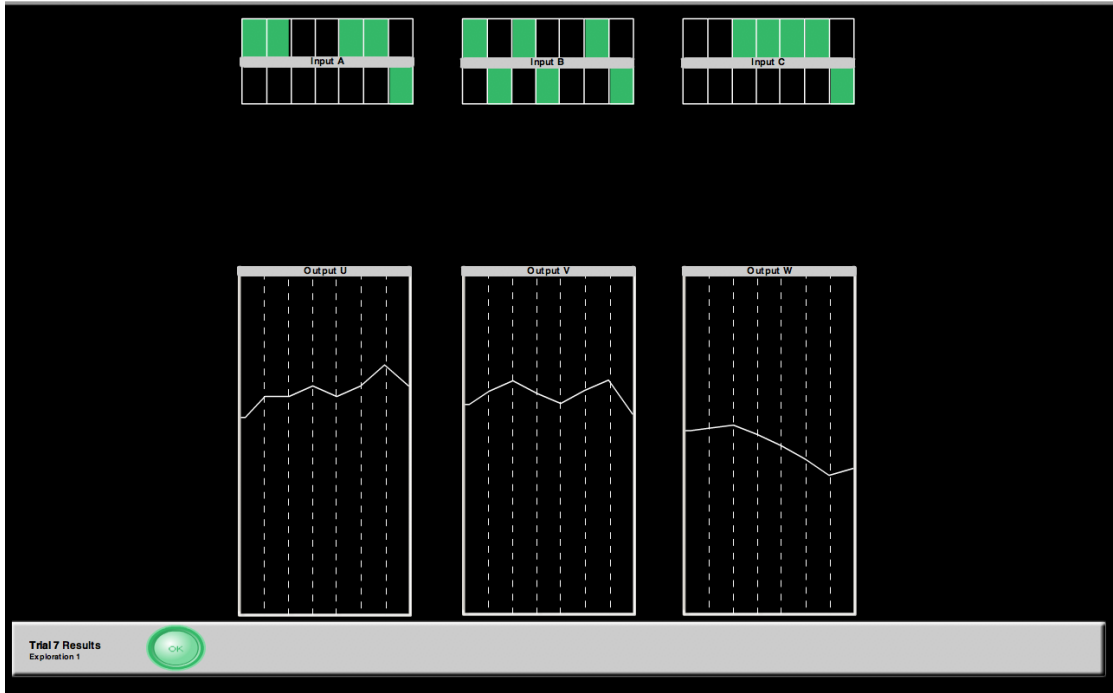 Input A
Input B
Input C
Output U
Output V
Output W
Trial 7 Results
Exploration 1
OK